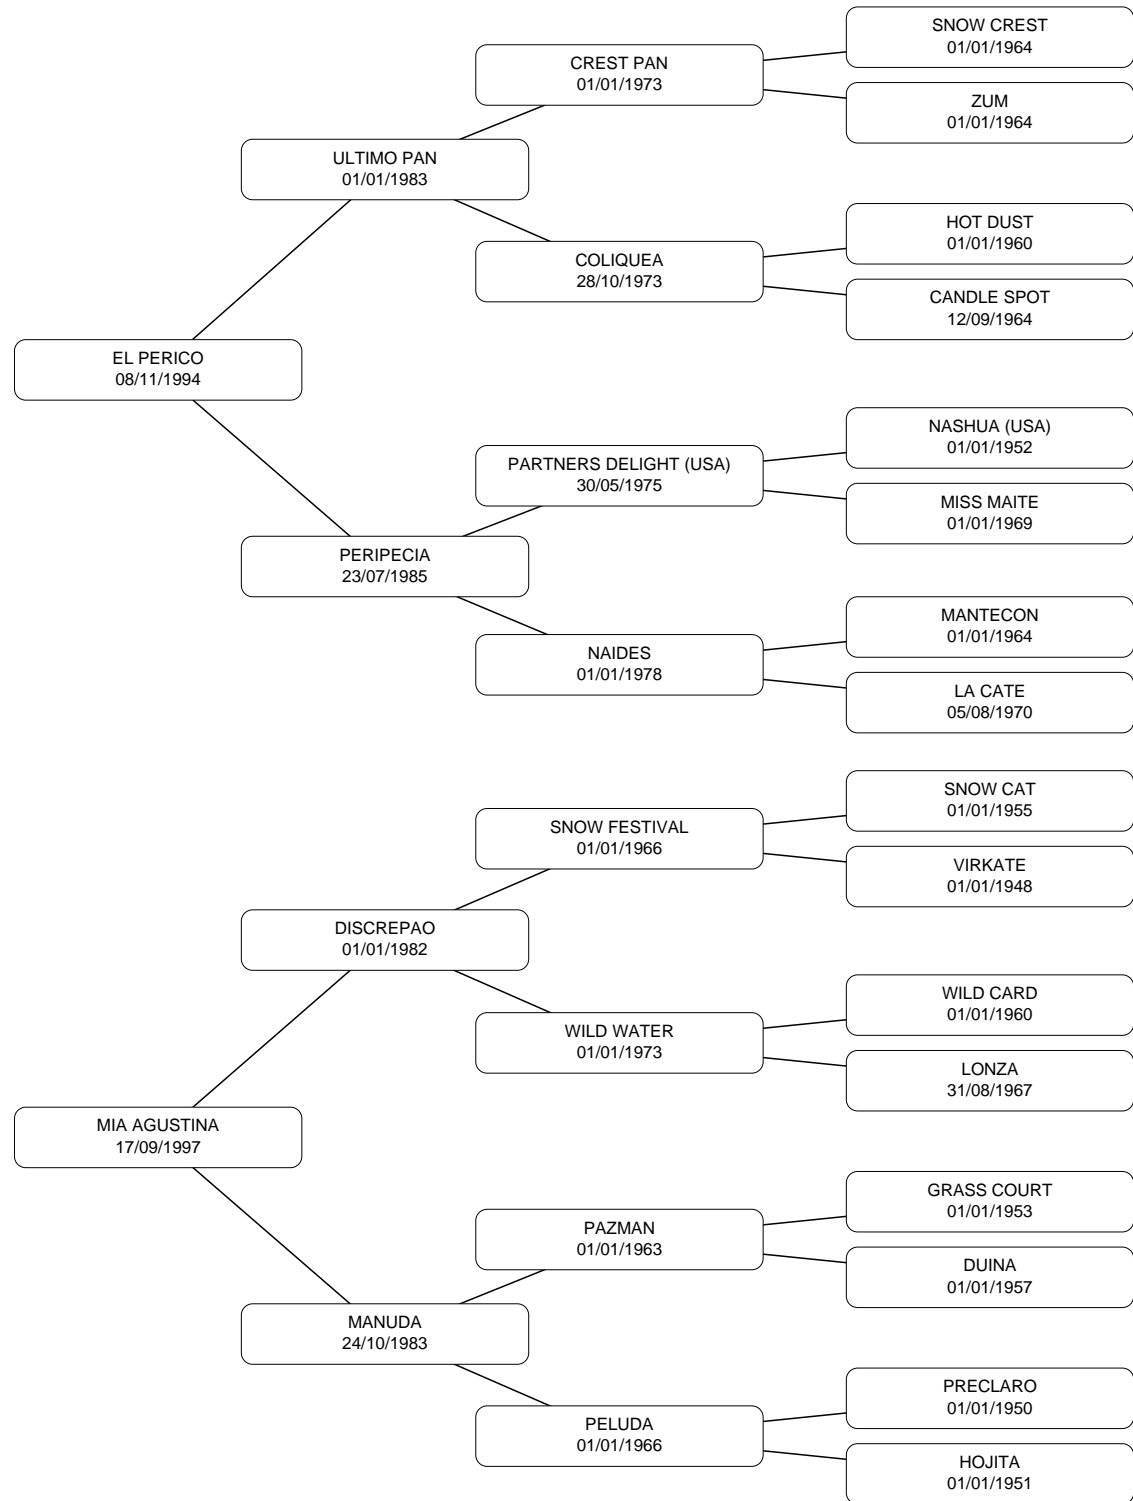 SNOW CREST
01/01/1964
CREST PAN
01/01/1973
ZUM
01/01/1964
ULTIMO PAN
01/01/1983
HOT DUST
01/01/1960
COLIQUEA
28/10/1973
CANDLE SPOT
12/09/1964
EL PERICO
08/11/1994
NASHUA (USA)
01/01/1952
PARTNERS DELIGHT (USA)
30/05/1975
MISS MAITE
01/01/1969
PERIPECIA
23/07/1985
MANTECON
01/01/1964
NAIDES
01/01/1978
LA CATE
05/08/1970
SNOW CAT
01/01/1955
SNOW FESTIVAL
01/01/1966
VIRKATE
01/01/1948
DISCREPAO
01/01/1982
WILD CARD
01/01/1960
WILD WATER
01/01/1973
LONZA
31/08/1967
MIA AGUSTINA
17/09/1997
GRASS COURT
01/01/1953
PAZMAN
01/01/1963
DUINA
01/01/1957
MANUDA
24/10/1983
PRECLARO
01/01/1950
PELUDA
01/01/1966
HOJITA
01/01/1951